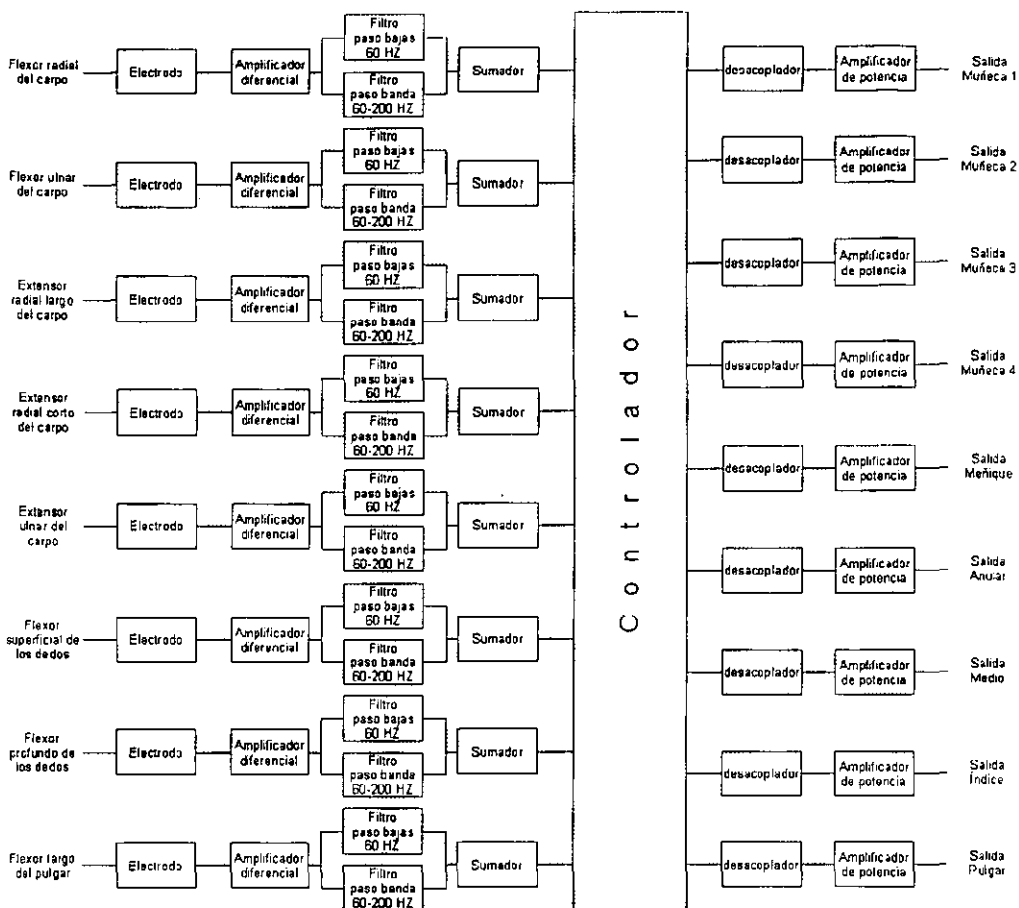 Flexor radial
del carpo
Electrodo
Amplificador
diferencial
Filtro
paso bajas
60 HZ
Filtro
paso banda
60-200 HZ
Sumador
Flexor ulnar
del carpo
Electrodo
Amplificador
diferencial
Filtro
paso bajas
60 HZ
Filtro
paso banda
60-200 HZ
Sumador
Extensor
radial largo
del carpo
Electrodo
Amplificador
diferencial
Filtro
paso bajas
60 HZ
Filtro
paso banda
60-200 HZ
Sumador
Extensor
radial corto
del carpo
Electrodo
Amplificador
diferencial
Filtro
paso bajas
60 HZ
Filtro
paso banda
60-200 HZ
Sumador
Extensor
ulnar del
carpo
Electrodo
Amplificador
diferencial
Filtro
paso bajas
60 HZ
Filtro
paso banda
60-200 HZ
Sumador
Flexor
superficial de
los dedos
Electrodo
Amplificador
diferencial
Filtro
paso bajas
60 HZ
Filtro
paso banda
60-200 HZ
Sumador
Flexor
profundo de
los dedos
Electrodo
Amplificador
diferencial
Filtro
paso bajas
60 HZ
Filtro
paso banda
60-200 HZ
Sumador
Flexor largo
del pulgar
Electrodo
Amplificador
diferencial
Filtro
paso bajas
60 HZ
Filtro
paso banda
60-200 HZ
Sumador
Controlador
desacoplador
Amplificador
de potencia
Salida
Muñeca 1
desacoplador
Amplificador
de potencia
Salida
Muñeca 2
desacoplador
Amplificador
de potencia
Salida
Muñeca 3
desacoplador
Amplificador
de potencia
Salida
Muñeca 4
desacoplador
Amplificador
de potencia
Salida
Meñique
desacoplador
Amplificador
de potencia
Salida
Anular
desacoplador
Amplificador
de potencia
Salida
Medio
desacoplador
Amplificador
de potencia
Salida
Índice
desacoplador
Amplificador
de potencia
Salida
Pulgar